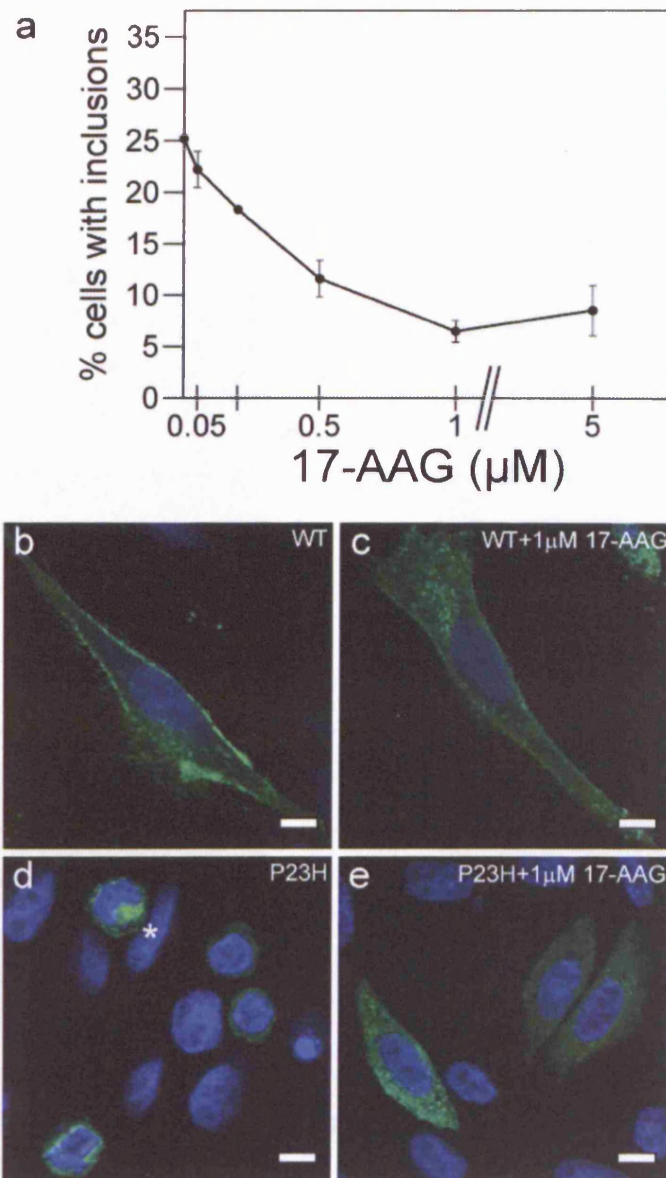 a
% cells with inclusions
35
30
25
20
15
10
5
0
0.05
0.5
1
5
17-AAG (µM)
b
WT
c
WT+1µM 17-AAG
d
P23H
*
e
P23H+1µM 17-AAG